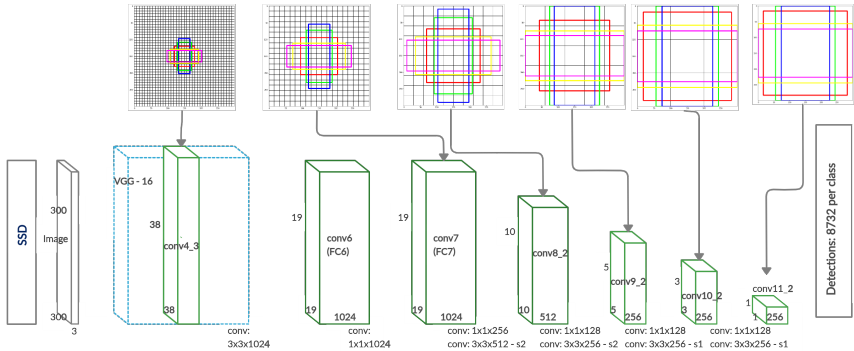 SSD
300
Image
300
3
VGG - 16
38
conv4_3
38
conv:
3x3x1024
19
conv6
(FC6)
19
1024
conv:
1x1x1024
19
conv7
(FC7)
19
1024
conv: 1x1x256
conv: 3x3x512 - s2
10
conv8_2
10
512
conv: 1x1x128
conv: 3x3x256 - s2
5
conv9_2
5
256
conv: 1x1x128
conv: 3x3x256 - s1
3
conv10_2
3
256
conv: 1x1x128
conv: 3x3x256 - s1
conv11_2
1
1
256
Detections: 8732 per class